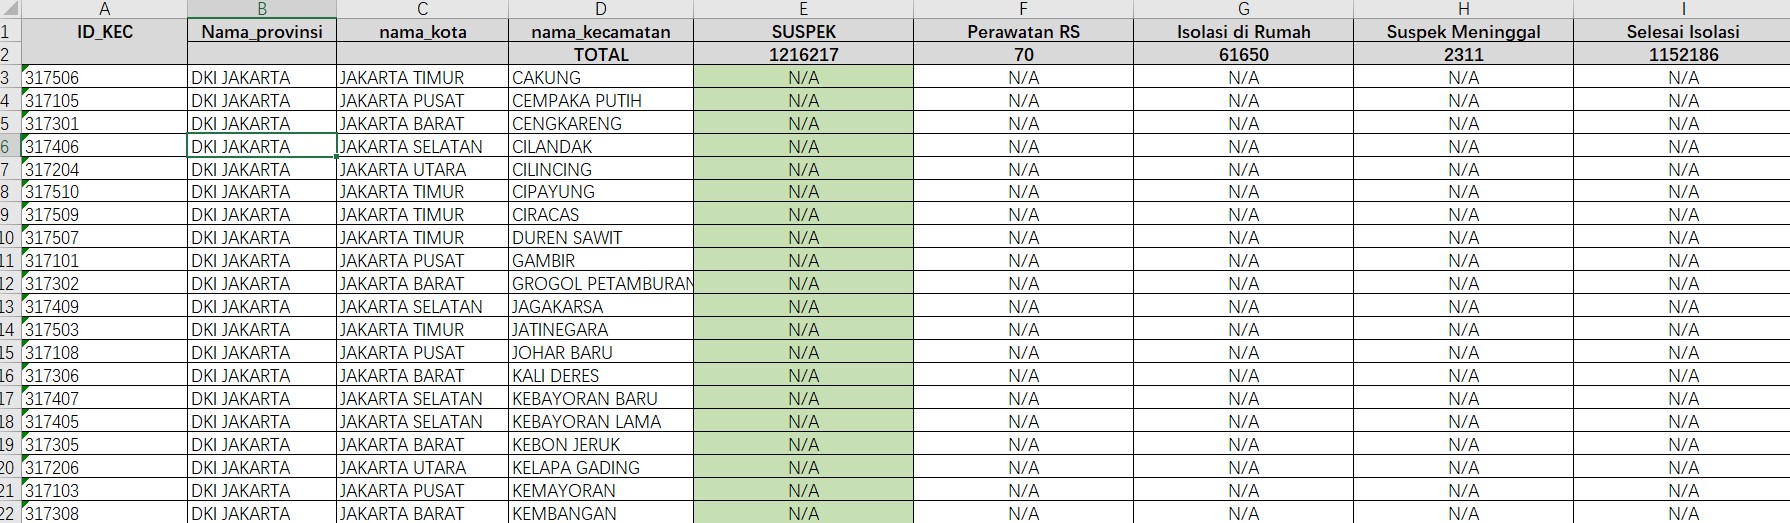 A B C D E F G H I
1 ID_KEC Nama_provinsi nama_kota nama_kecamatan SUSPEK Perawatan RS Isolasi di Rumah Suspek Meninggal Selesai Isolasi
2 TOTAL 1216217 70 61650 2311 1152186
3 317506 DKI JAKARTA JAKARTA TIMUR CAKUNG N/A N/A N/A N/A N/A
4 317105 DKI JAKARTA JAKARTA PUSAT CEMPAKA PUTIH N/A N/A N/A N/A N/A
5 317301 DKI JAKARTA JAKARTA BARAT CENGKARENG N/A N/A N/A N/A N/A
6 317406 DKI JAKARTA JAKARTA SELATAN CILANDAK N/A N/A N/A N/A N/A
7 317204 DKI JAKARTA JAKARTA UTARA CILINCING N/A N/A N/A N/A N/A
8 317510 DKI JAKARTA JAKARTA TIMUR CIPAYUNG N/A N/A N/A N/A N/A
9 317509 DKI JAKARTA JAKARTA TIMUR CIRACAS N/A N/A N/A N/A N/A
10 317507 DKI JAKARTA JAKARTA TIMUR DUREN SAWIT N/A N/A N/A N/A N/A
11 317101 DKI JAKARTA JAKARTA PUSAT GAMBIR N/A N/A N/A N/A N/A
12 317302 DKI JAKARTA JAKARTA BARAT GROGOL PETAMBURAN N/A N/A N/A N/A N/A
13 317409 DKI JAKARTA JAKARTA SELATAN JAGAKARSA N/A N/A N/A N/A N/A
14 317503 DKI JAKARTA JAKARTA TIMUR JATINEGARA N/A N/A N/A N/A N/A
15 317108 DKI JAKARTA JAKARTA PUSAT JOHAR BARU N/A N/A N/A N/A N/A
16 317306 DKI JAKARTA JAKARTA BARAT KALI DERES N/A N/A N/A N/A N/A
17 317407 DKI JAKARTA JAKARTA SELATAN KEBAYORAN BARU N/A N/A N/A N/A N/A
18 317405 DKI JAKARTA JAKARTA SELATAN KEBAYORAN LAMA N/A N/A N/A N/A N/A
19 317305 DKI JAKARTA JAKARTA BARAT KEBON JERUK N/A N/A N/A N/A N/A
20 317206 DKI JAKARTA JAKARTA UTARA KELAPA GADING N/A N/A N/A N/A N/A
21 317103 DKI JAKARTA JAKARTA PUSAT KEMAYORAN N/A N/A N/A N/A N/A
22 317308 DKI JAKARTA JAKARTA BARAT KEMBANGAN N/A N/A N/A N/A N/A